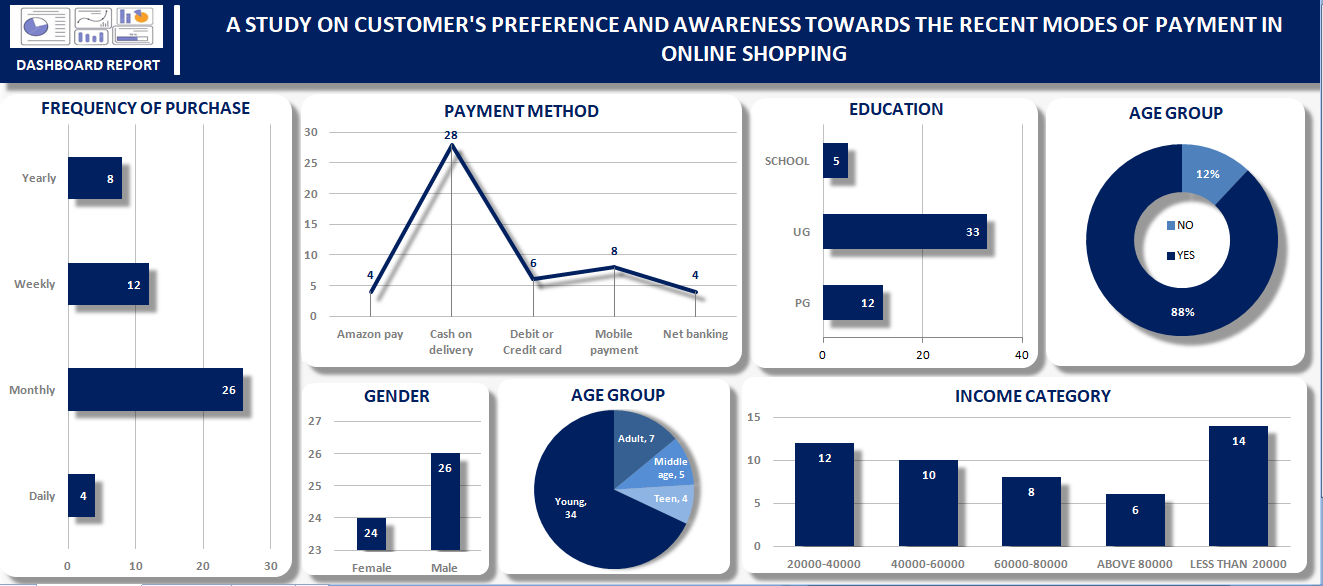 A STUDY ON CUSTOMER'S PREFERENCE AND AWARENESS TOWARDS THE RECENT MODES OF PAYMENT IN
ONLINE SHOPPING
DASHBOARD REPORT
FREQUENCY OF PURCHASE
Yearly
8
Weekly
12
Monthly
26
Daily
4
0 10 20 30
PAYMENT METHOD
30
25
20
15
10
5
0
4
28
6
8
4
Amazon pay
Cash on
delivery
Debit or
Credit card
Mobile
payment
Net banking
EDUCATION
SCHOOL
5
UG
33
PG
12
0 20 40
AGE GROUP
12%
NO
YES
88%
GENDER
27
26
25
24
23
24
26
Female Male
AGE GROUP
Adult, 7
Middle
age, 5
Teen, 4
Young,
34
INCOME CATEGORY
15
10
5
0
12
10
8
6
14
20000-40000 40000-60000 60000-80000 ABOVE 80000 LESS THAN 20000